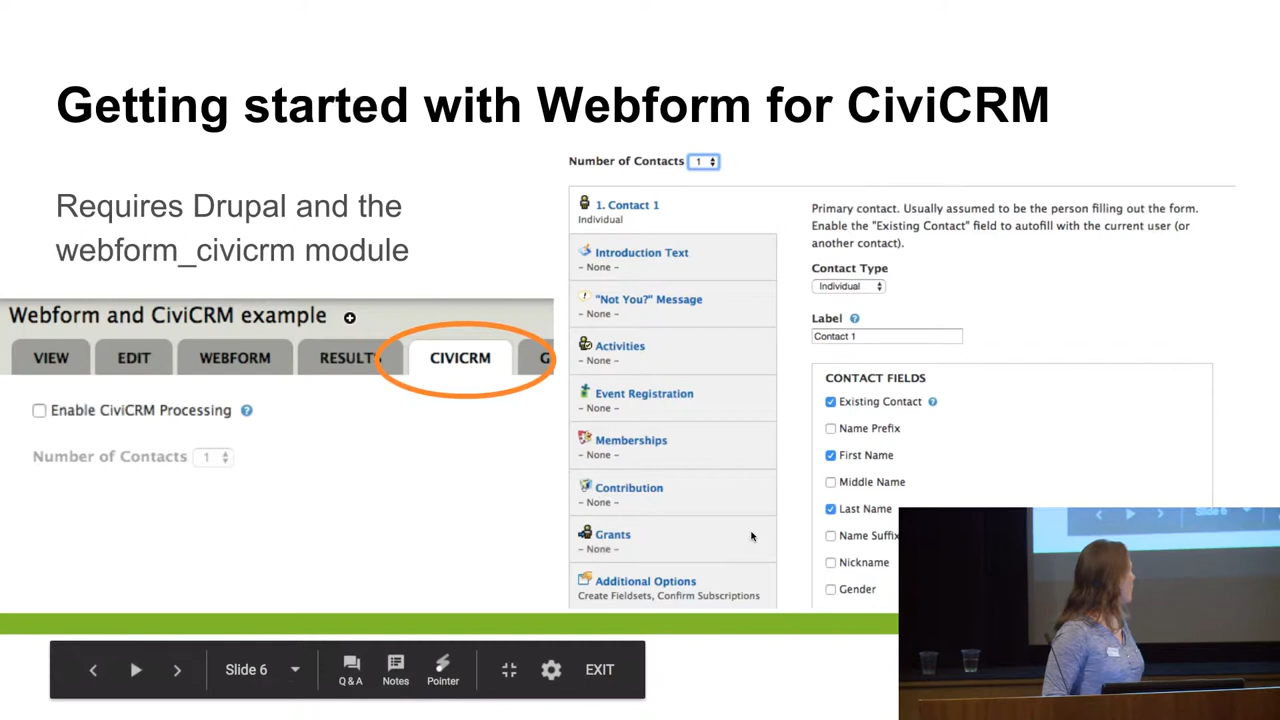 Getting started with Webform for CiviCRM
Requires Drupal and the
webform_civicrm module
Webform and CiviCRM example
VIEW
EDIT
WEBFORM
RESULTS
CIVICRM
G
Enable CiviCRM Processing
Number of Contacts 1
Number of Contacts 1
1. Contact 1
Individual
Introduction Text
- None -
"Not You?" Message
- None -
Activities
- None -
Event Registration
- None -
Memberships
- None -
Contribution
- None -
Grants
- None -
Additional Options
Create Fieldsets, Confirm Subscriptions
Primary contact. Usually assumed to be the person filling out the form.
Enable the "Existing Contact" field to autofill with the current user (or
another contact).
Contact Type
Individual
Label
Contact 1
CONTACT FIELDS
Existing Contact
Name Prefix
First Name
Middle Name
Last Name
Name Suffix
Nickname
Gender
Slide 6
Slide 6
Q & A
Notes
Pointer
EXIT